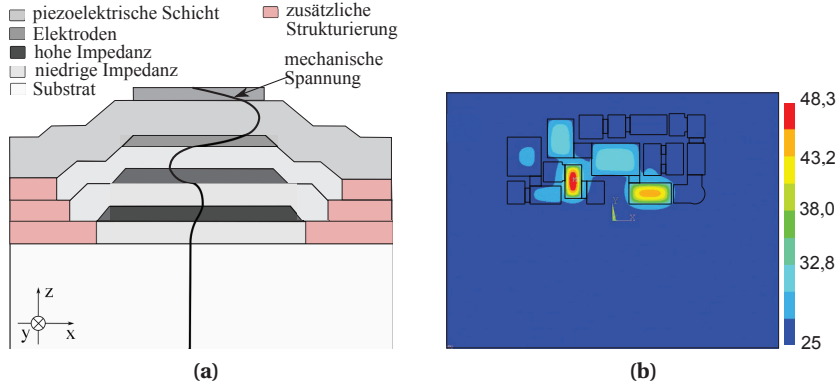 piezoelektrische Schicht
Elektroden
hohe Impedanz
niedrige Impedanz
Substrat
zusätzliche
Strukturierung
mechanische
Spannung
z
y
x
(a)
48,3
43,2
38,0
32,8
25
X
(b)